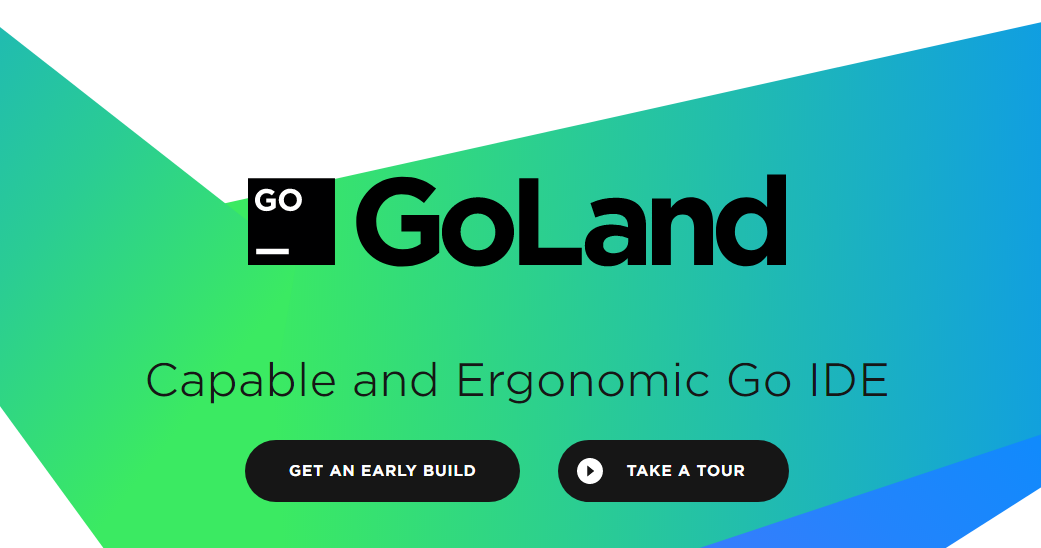 GO
GoLand
Capable and Ergonomic Go IDE
GET AN EARLY BUILD
TAKE A TOUR